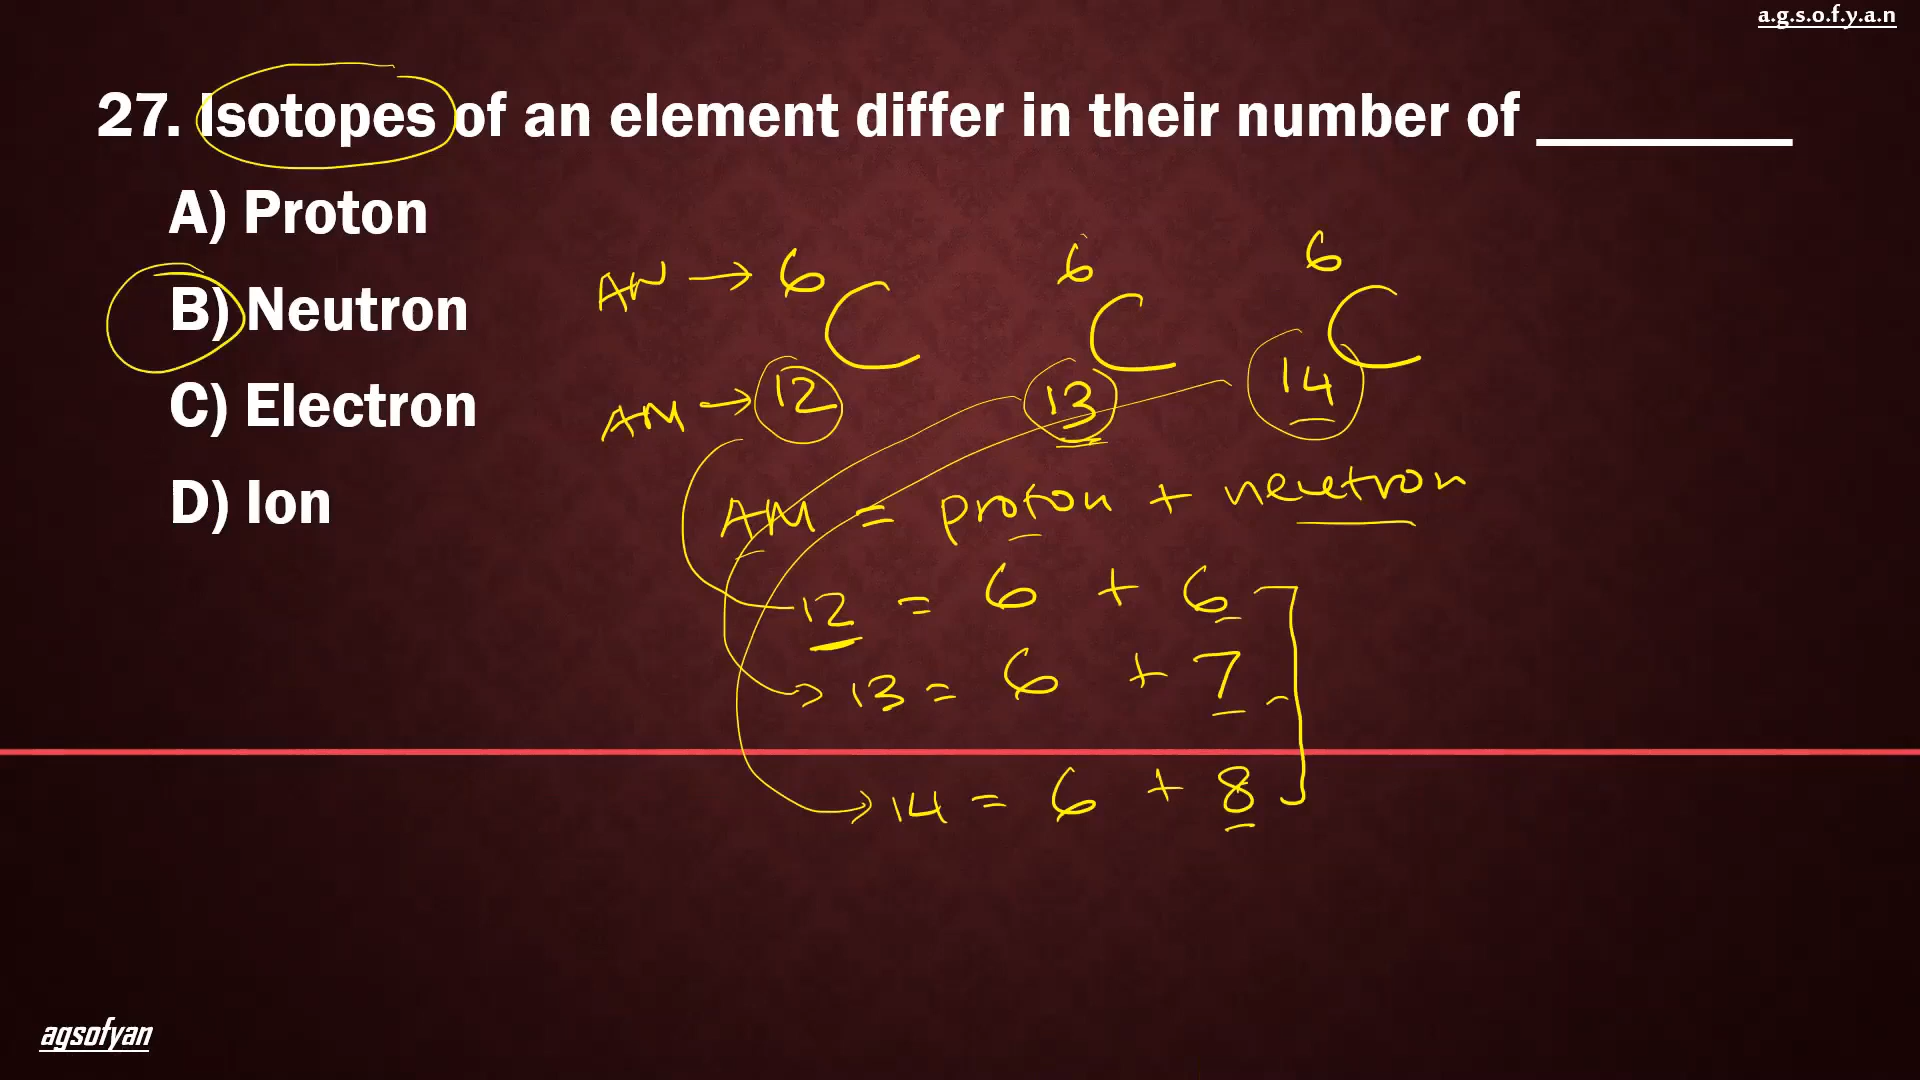 a.g.s.o.f.y.a.n
27. Isotopes of an element differ in their number of ________
A) Proton
B) Neutron
C) Electron
D) Ion
AN → 6 C 6 C 6 C
AM → 12 13 14
AM = proton + neutron
12 = 6 + 6
13 = 6 + 7
14 = 6 + 8
agsofyan